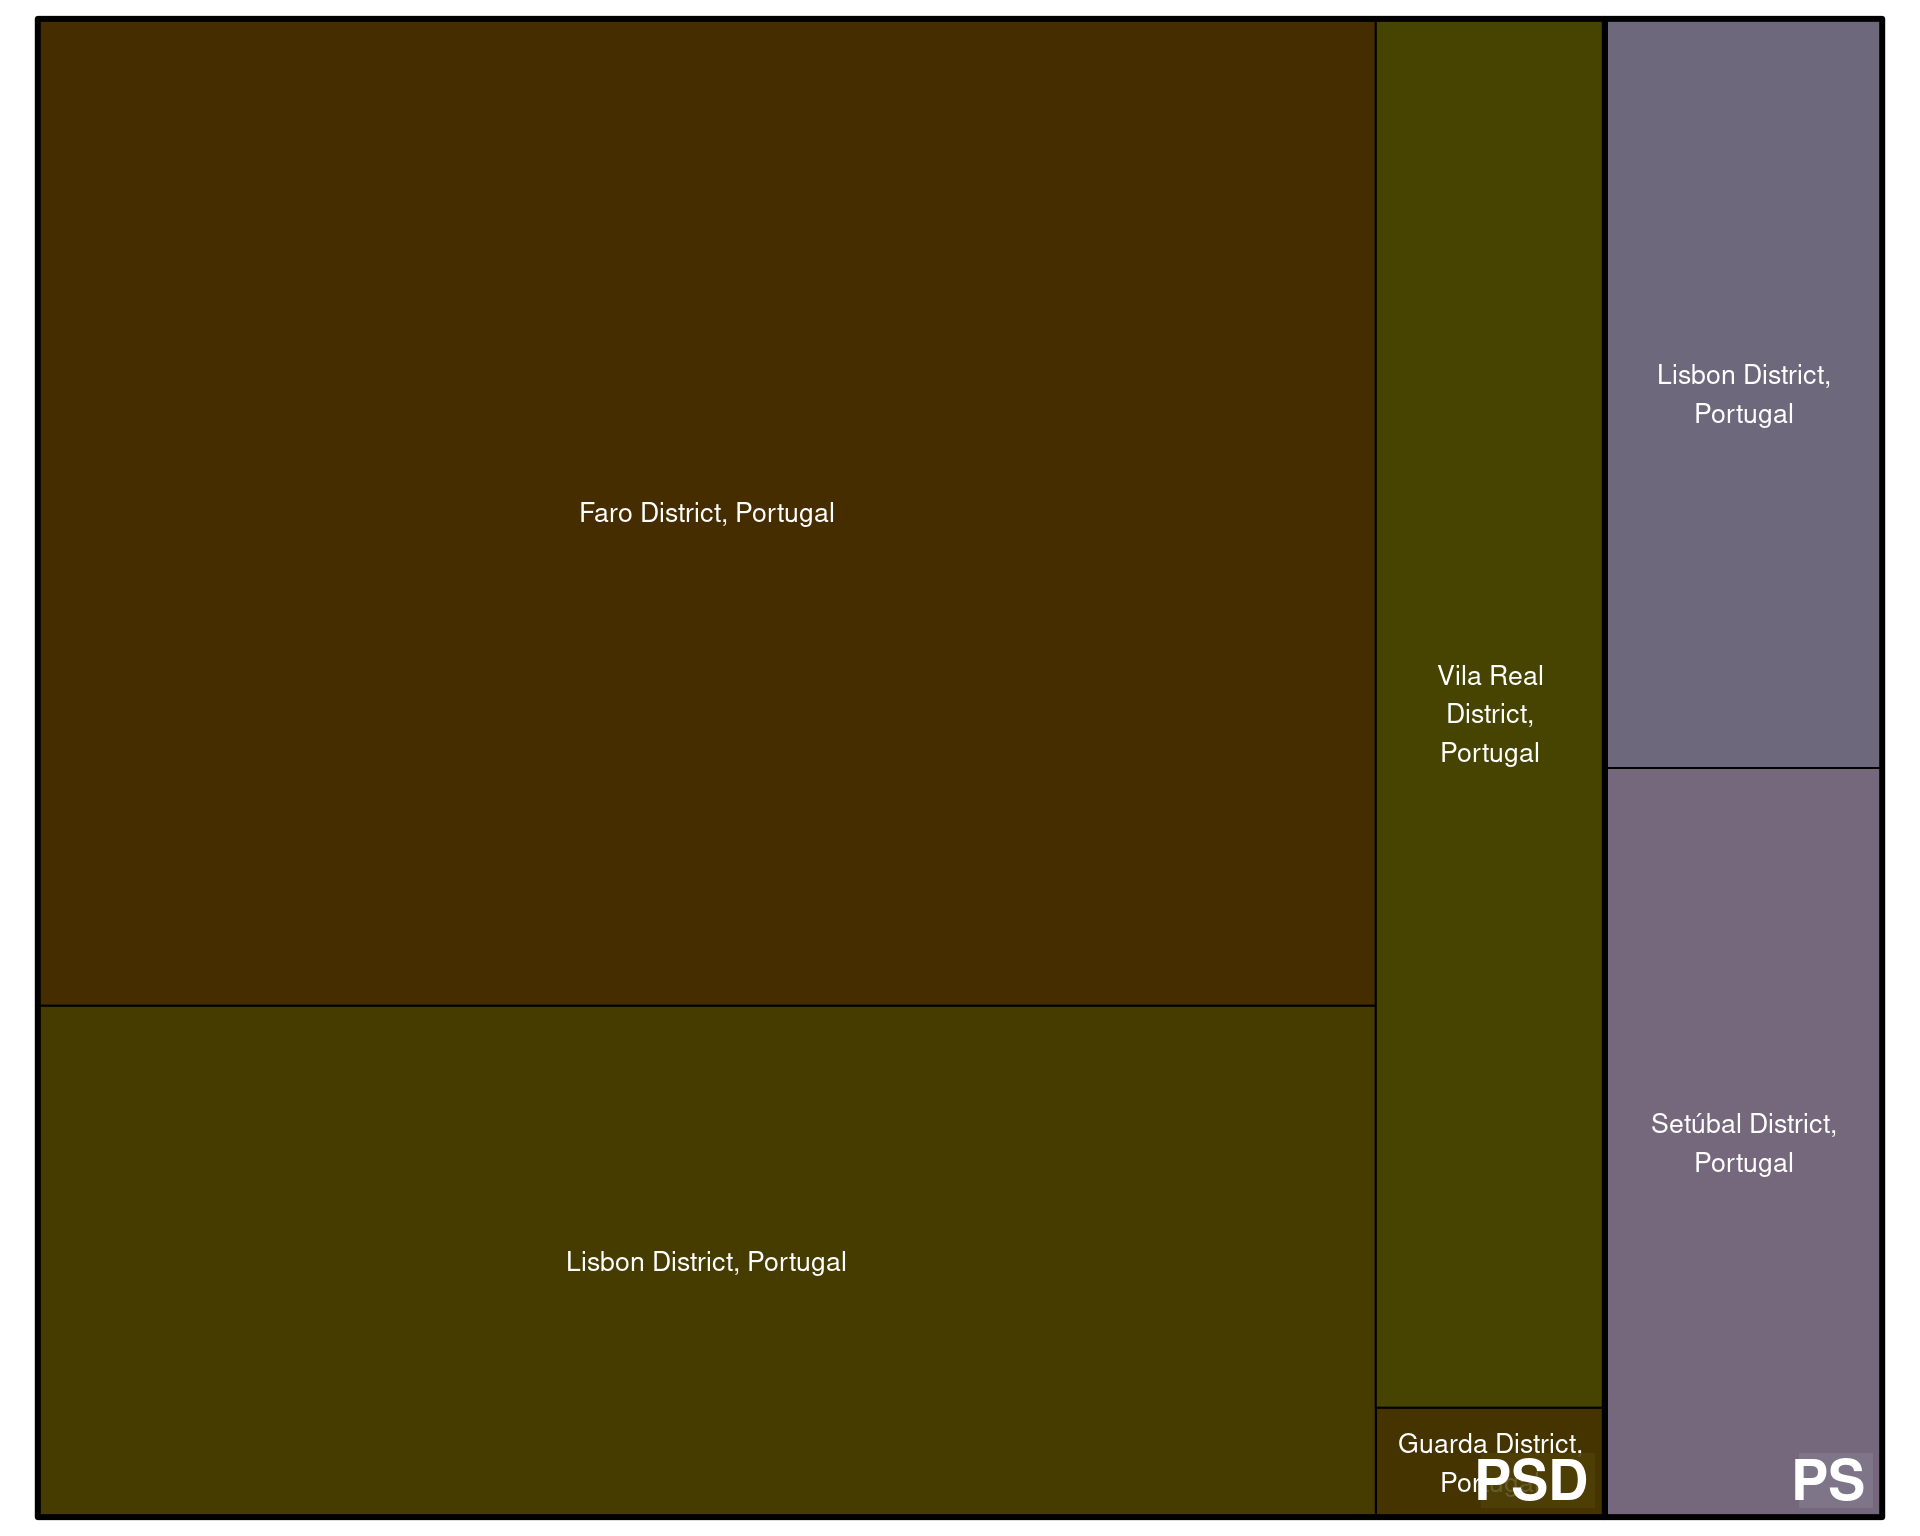 Faro District, Portugal
Lisbon District, Portugal
Vila Real
District,
Portugal
Guarda District,
PSD
Lisbon District,
Portugal
Setúbal District,
Portugal
PS